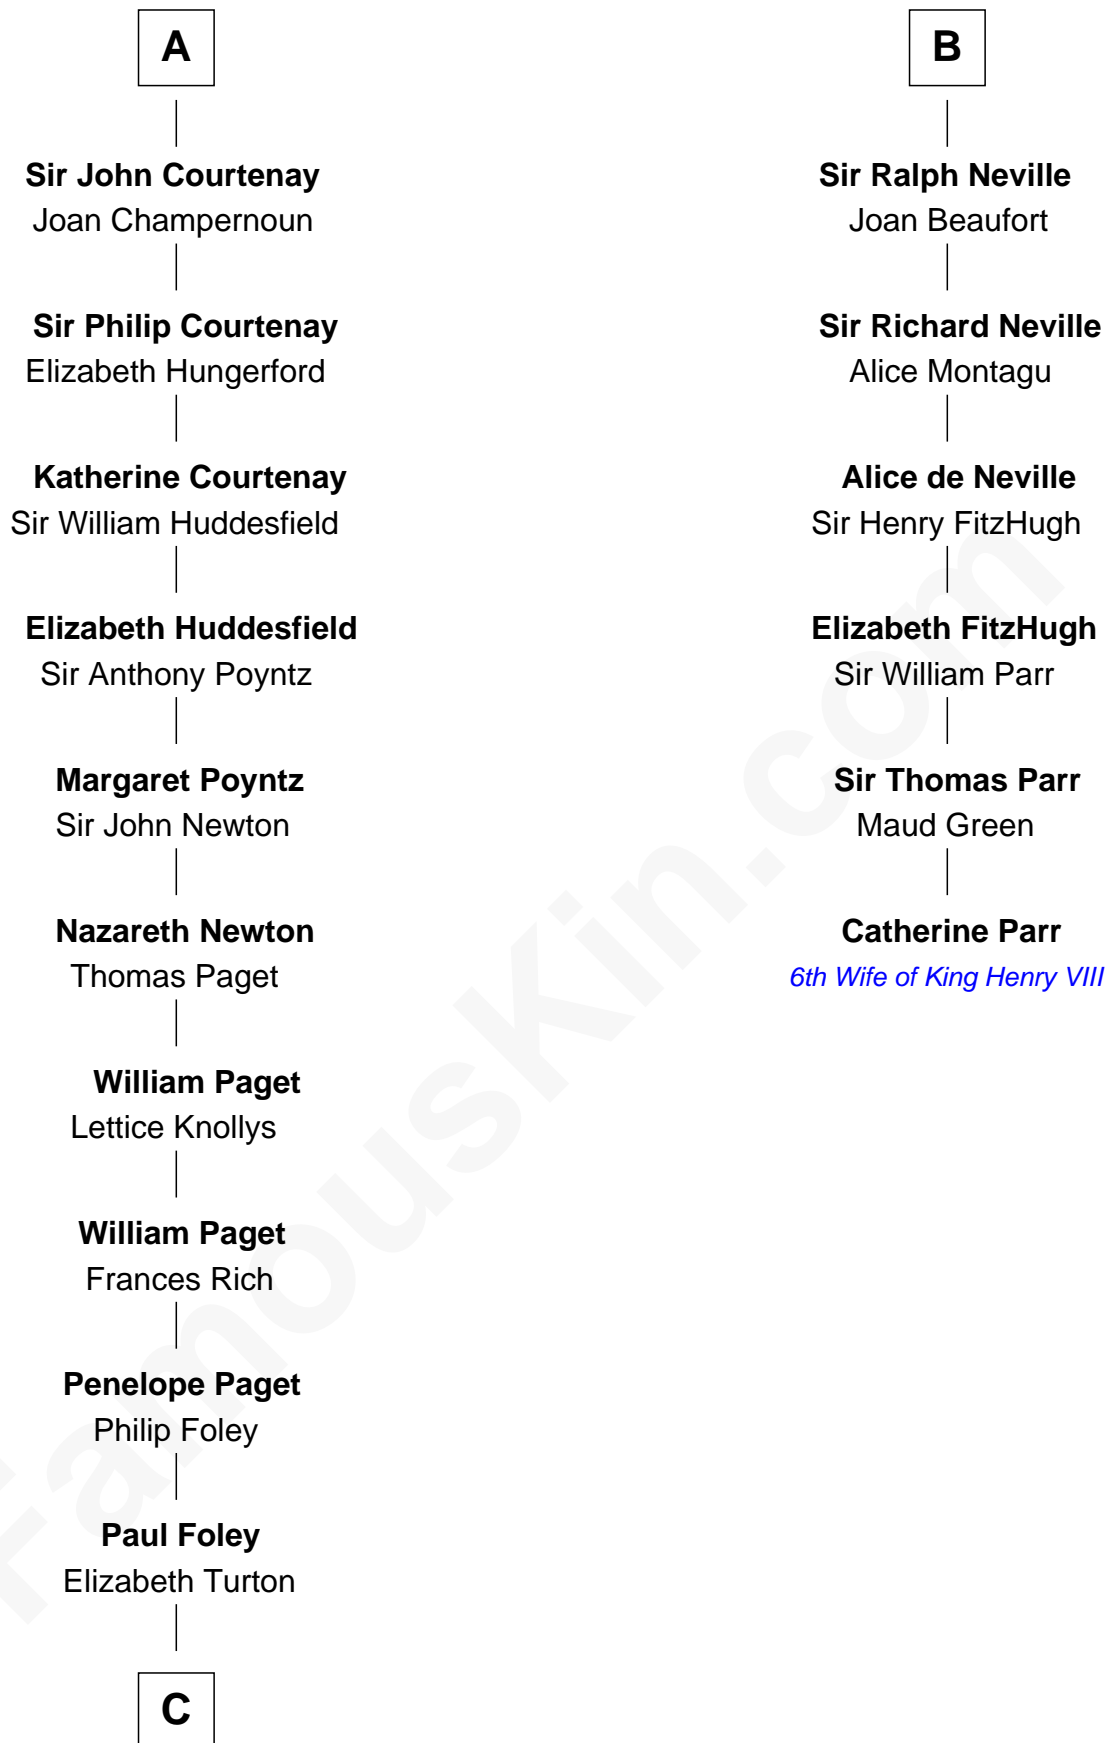 A
Sir John Courtenay
Joan Champernoun
Sir Philip Courtenay
Elizabeth Hungerford
Katherine Courtenay
Sir William Huddesfield
Elizabeth Huddesfield
Sir Anthony Poyntz
Margaret Poyntz
Sir John Newton
Nazareth Newton
Thomas Paget
William Paget
Lettice Knollys
William Paget
Frances Rich
Penelope Paget
Philip Foley
Paul Foley
Elizabeth Turton
C
B
Sir Ralph Neville
Joan Beaufort
Sir Richard Neville
Alice Montagu
Alice de Neville
Sir Henry FitzHugh
Elizabeth FitzHugh
Sir William Parr
Sir Thomas Parr
Maud Green
Catherine Parr
6th Wife of King Henry VIII
FamousKin.com